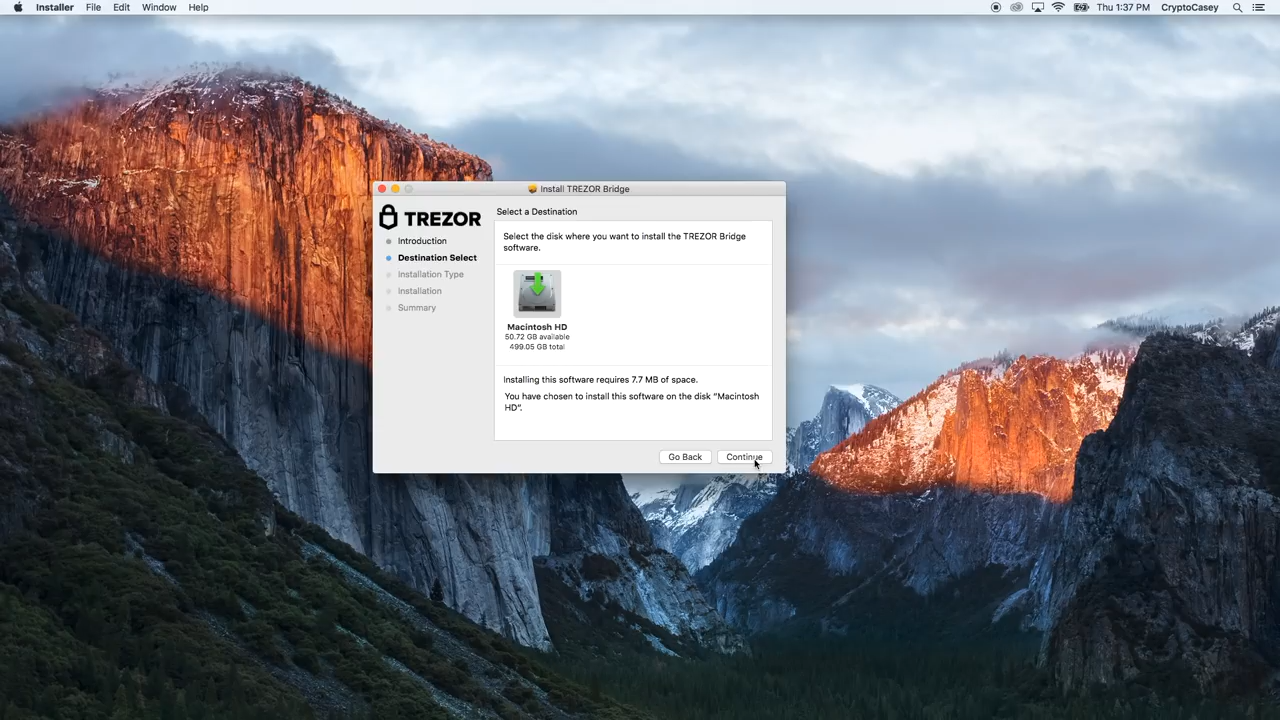 Installer File Edit Window Help Thu 1:37 PM CryptoCasey
Install TREZOR Bridge
TREZOR
Introduction
Destination Select
Installation Type
Installation
Summary
Select a Destination
Select the disk where you want to install the TREZOR Bridge
software.
Macintosh HD
50.72 GB available
499.05 GB total
Installing this software requires 7.7 MB of space.
You have chosen to install this software on the disk “Macintosh
HD”.
Go Back Continue